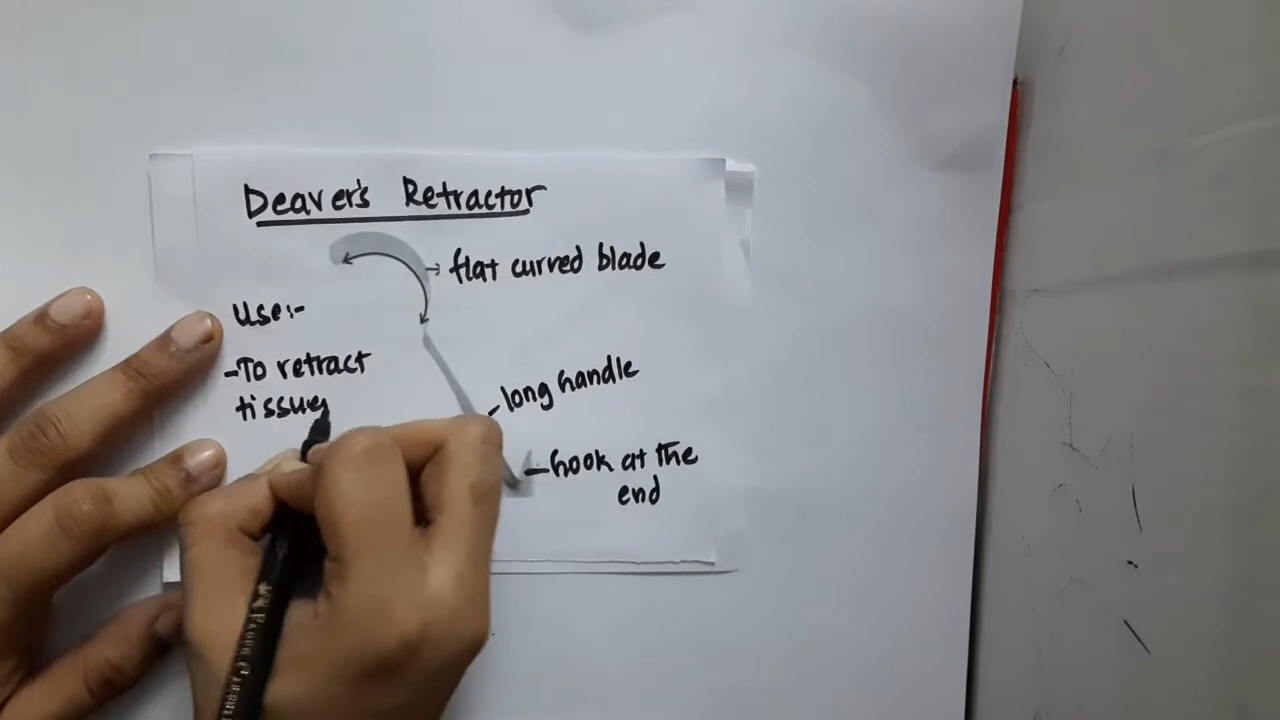 Deaver's Retractor
flat curved blade
Use:-
-To retract
tissue
long handle
hook at the
end